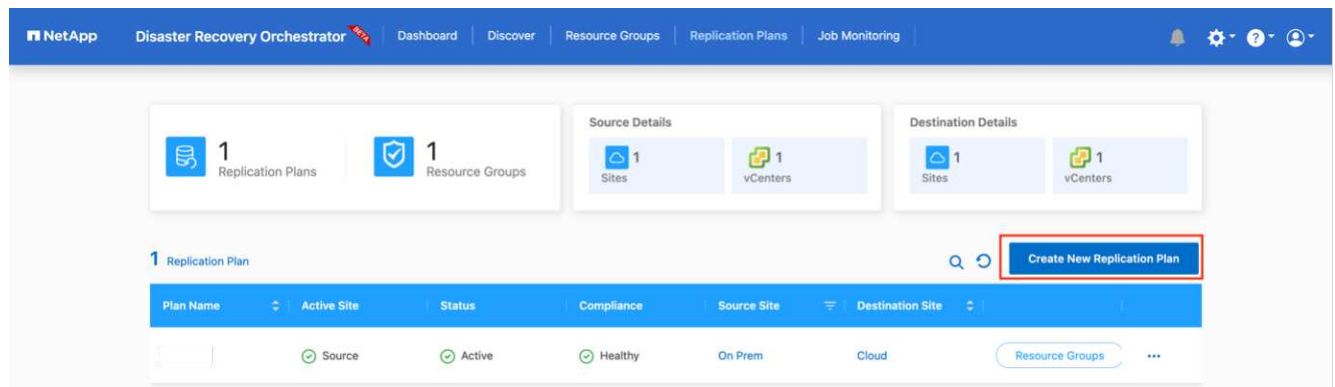 NetApp Disaster Recovery Orchestrator BETA Dashboard Discover Resource Groups Replication Plans Job Monitoring
1
Replication Plans
1
Resource Groups
Source Details
1
Sites
1
vCenters
Destination Details
1
Sites
1
vCenters
1 Replication Plan
Create New Replication Plan
Plan Name Active Site Status Compliance Source Site Destination Site
Source Active Healthy On Prem Cloud Resource Groups